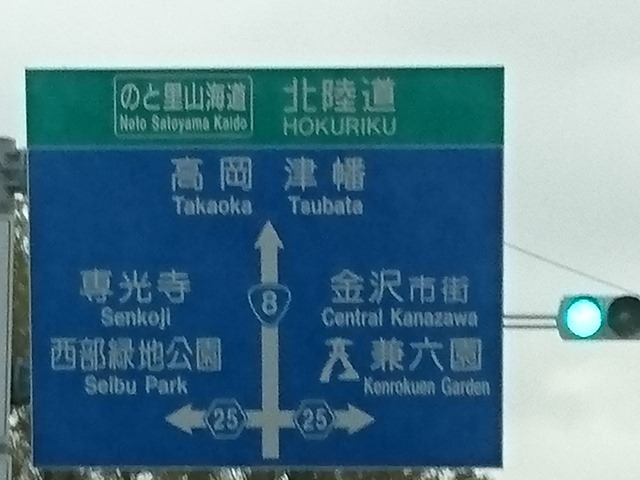 のと里山海道 北陸道
Noto Satoyama Kaido HOKURIKU
高岡 津幡
Takaoka Tsubata
専光寺 金沢市街
Senkoji Central Kanazawa
8
西部緑地公園 兼六園
Seibu Park Kenrokuen Garden
25 25